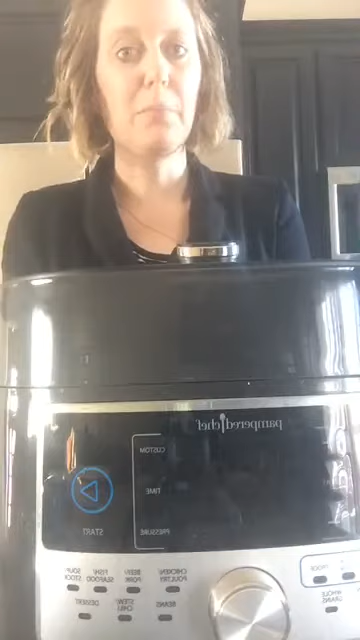 pampered chef
CUSTOM
TIME
PRESSURE
START
CHICKEN/
POULTRY
BEEF/
PORK
FISH/
SEAFOOD
SOUP/
STOCK
BEANS
STEW/
CHILI
DESSERT
WHOLE
GRAINS
PROOF